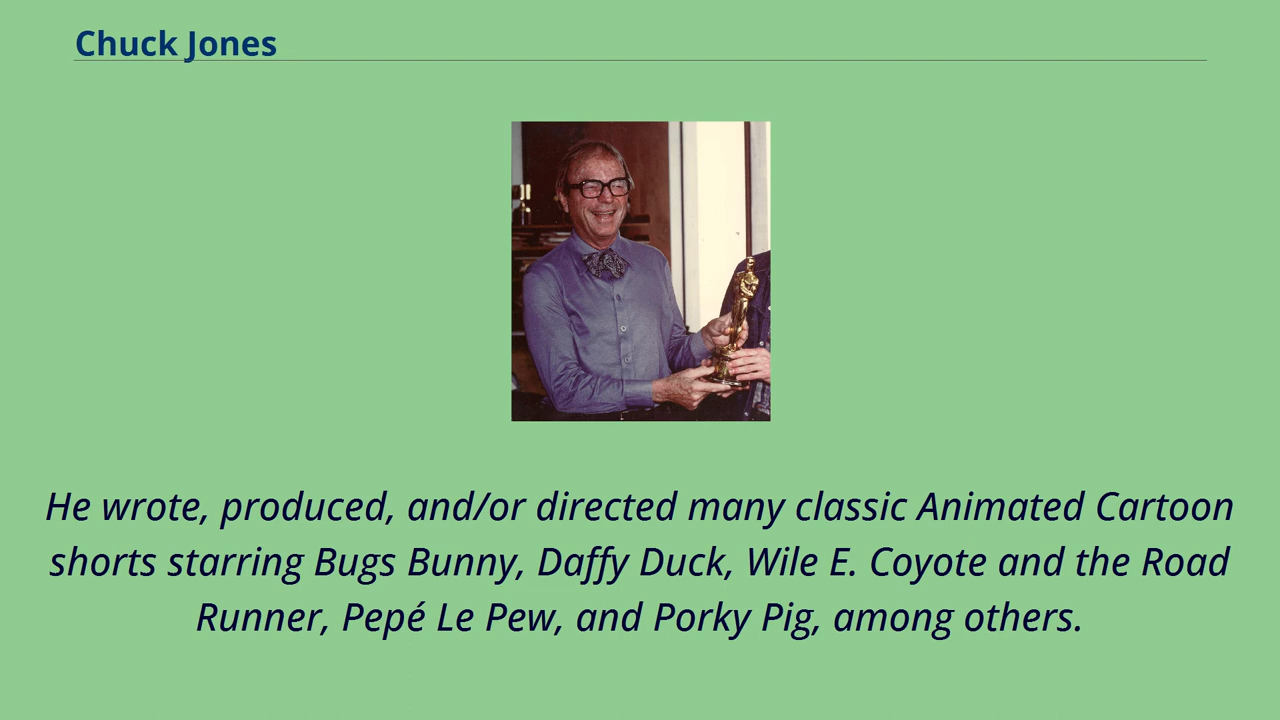 Chuck Jones
He wrote, produced, and/or directed many classic Animated Cartoon
shorts starring Bugs Bunny, Daffy Duck, Wile E. Coyote and the Road
Runner, Pepé Le Pew, and Porky Pig, among others.